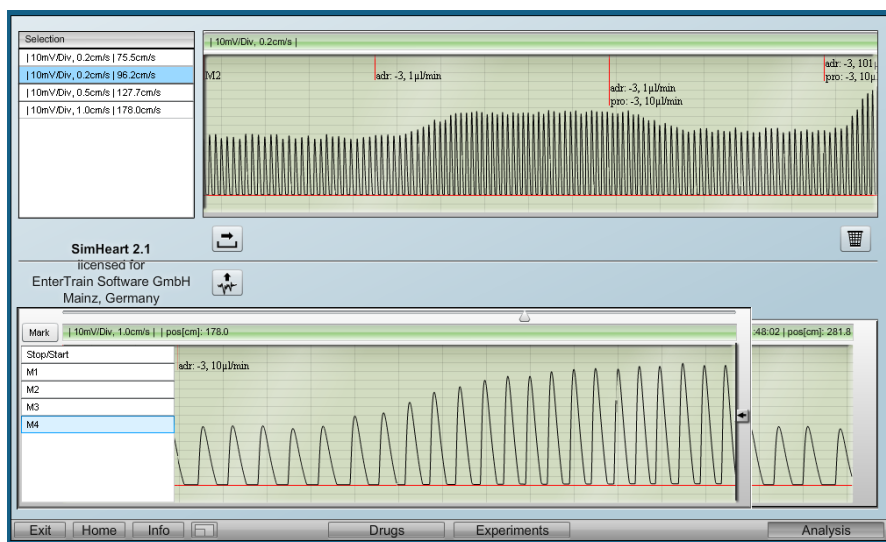 Selection
| 10mV/Div, 0.2cm/s |
| 10mV/Div, 0.2cm/s | 75.5cm/s
| 10mV/Div, 0.2cm/s | 96.2cm/s
| 10mV/Div, 0.5cm/s | 127.7cm/s
| 10mV/Div, 1.0cm/s | 178.0cm/s
M2
adr: -3, 1µl/min
adr: -3, 1µl/min
pro: -3, 10µl/min
adr: -3, 101
pro: -3, 10µ
SimHeart 2.1
licensed for
EnterTrain Software GmbH
Mainz, Germany
Mark
| 10mV/Div, 1.0cm/s | | pos[cm]: 178.0
:48:02 | pos[cm]: 281.8
Stop/Start
M1
M2
M3
M4
adr: -3, 10µl/min
Exit
Home
Info
Drugs
Experiments
Analysis